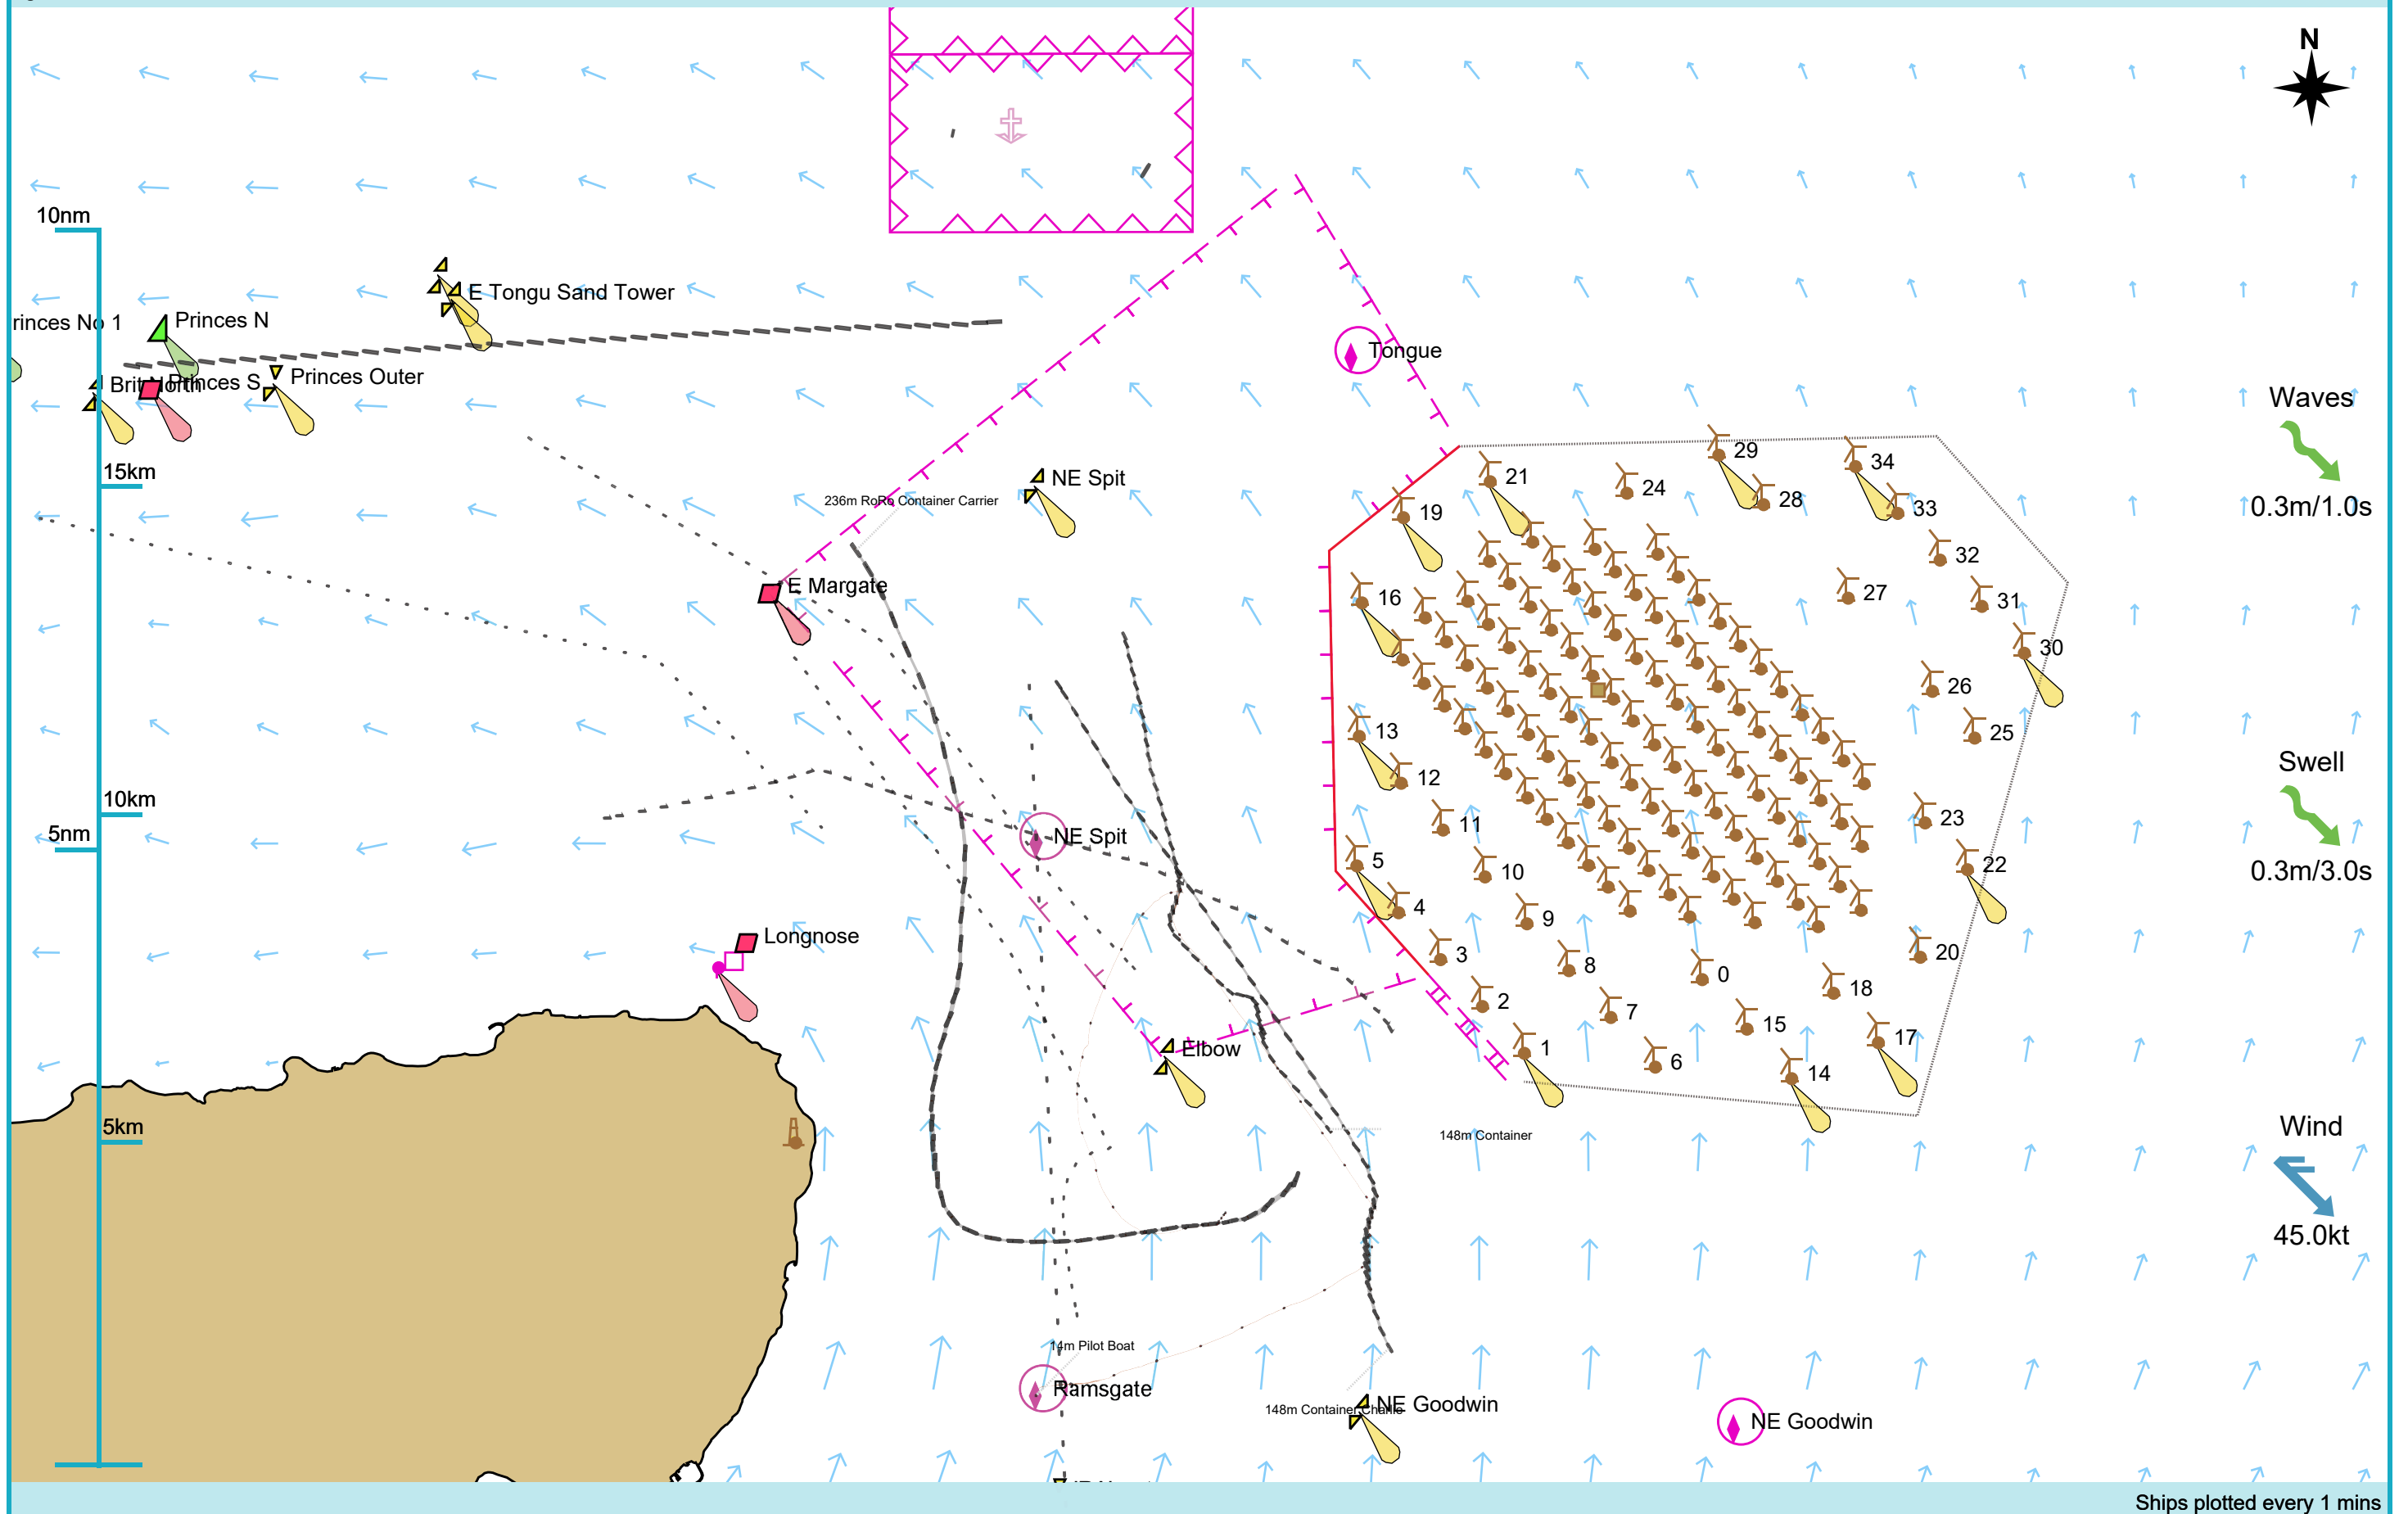 N
10nm
E Tongu Sand Tower
rinces No 1
Princes N
Tongue
Brit North
Princes S
Princes Outer
Waves
29
34
21
15km
NE Spit
24
28
236m RoRo Container Carrier
0.3m/1.0s
19
33
32
E Margate
27
16
31
30
26
13
25
Swell
12
10km
23
11
5nm
NE Spit
5
22
10
0.3m/3.0s
4
9
Longnose
3
20
8
0
18
2
7
15
17
Elbow
1
6
14
5km
Wind
148m Container
45.0kt
14m Pilot Boat
Ramsgate
NE Goodwin
148m Container Charlie
NE Goodwin
Ships plotted every 1 mins